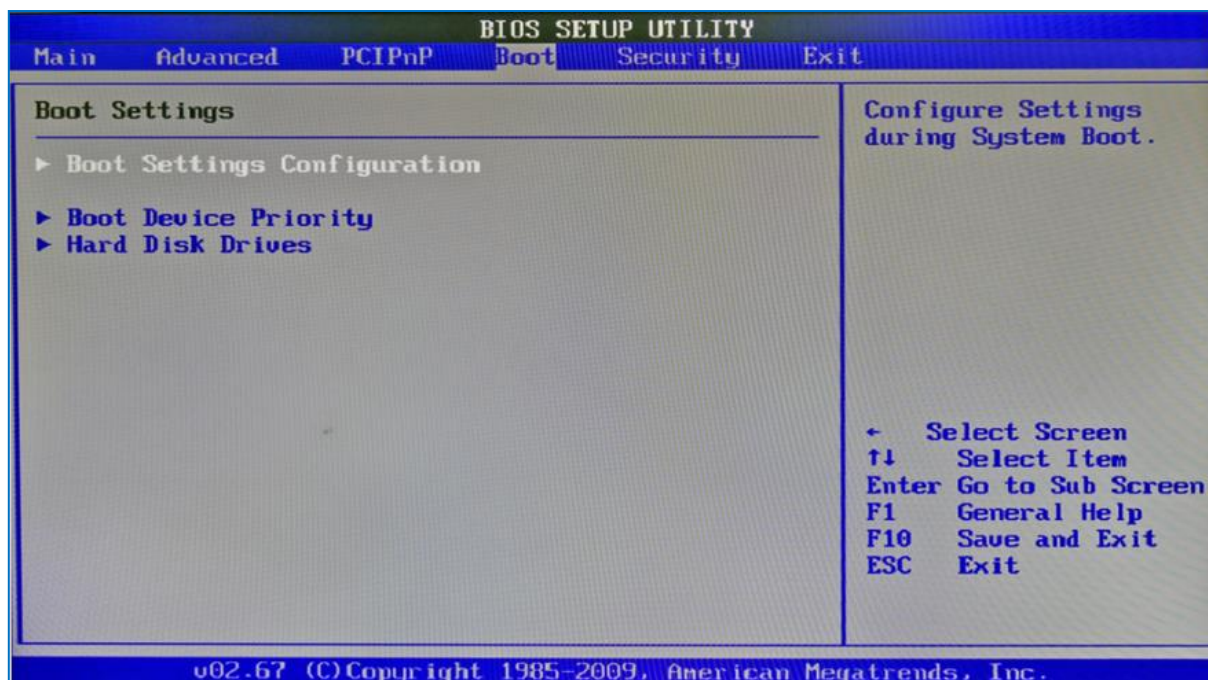 BIOS SETUP UTILITY
Main Advanced PCIPnP Boot Security Exit
Boot Settings
► Boot Settings Configuration
► Boot Device Priority
► Hard Disk Drives
Configure Settings
during System Boot.
← Select Screen
↑↓ Select Item
Enter Go to Sub Screen
F1 General Help
F10 Save and Exit
ESC Exit
v02.67 (C)Copyright 1985-2009, American Megatrends, Inc.